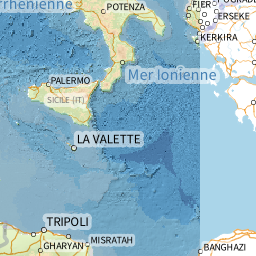 rrhénienne
POTENZA
FIER
ERSEKE
KERKIRA
Mer Ionienne
PALERMO
SICILE (IT)
LA VALETTE
TRIPOLI
GHARYAN
MISRATAH
BANGHAZI